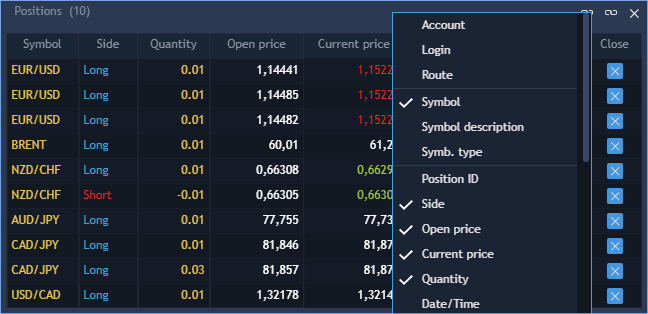 Positions (10)
Symbol Side Quantity Open price Current price Close
EUR/USD Long 0.01 1,14441 1,1522
EUR/USD Long 0.01 1,14485 1,1522
EUR/USD Long 0.01 1,14482 1,1522
BRENT Long 0.01 60,01 61,2
NZD/CHF Long 0.01 0,66308 0,6629
NZD/CHF Short -0.01 0,66305 0,6630
AUD/JPY Long 0.01 77,755 77,73
CAD/JPY Long 0.01 81,846 81,87
CAD/JPY Long 0.03 81,857 81,87
USD/CAD Long 0.01 1,32178 1,3214
Account
Login
Route
Symbol
Symbol description
Symb. type
Position ID
Side
Open price
Current price
Quantity
Date/Time